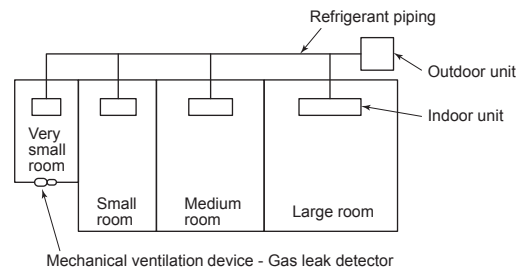 Refrigerant piping
Outdoor unit
Indoor unit
Very
small
room
Small
room
Medium
room
Large room
Mechanical ventilation device - Gas leak detector